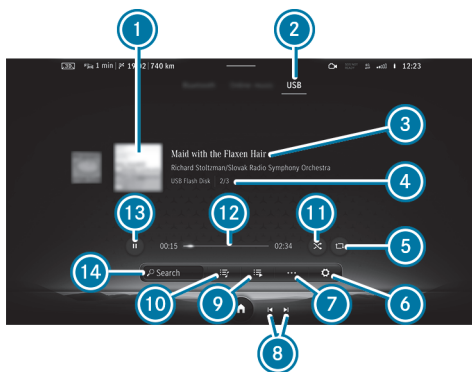 1
2
1 min 19:02 740 km
12:23
USB
3
Maid with the Flaxen Hair
Richard Stoltzman/Slovak Radio Symphony Orchestra
USB Flash Disk 2/3
4
13
12
11
00:15
02:34
5
14
Search
10
9
7
6
8